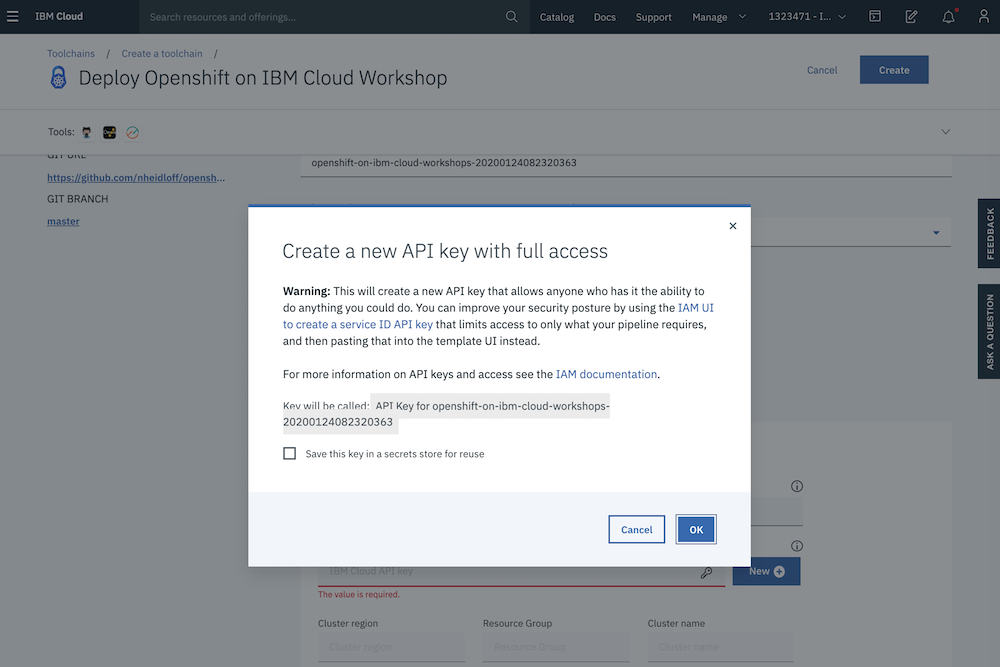 IBM Cloud
Search resources and offerings...
Catalog
Docs
Support
Manage
1323471 - I...
Toolchains / Create a toolchain /
Deploy Openshift on IBM Cloud Workshop
Cancel
Create
Tools:
GIT URL
openshift-on-ibm-cloud-workshops-20200124082320363
https://github.com/nheidloff/opensh...
GIT BRANCH
master
FEEDBACK
ASK A QUESTION
Create a new API key with full access
Warning: This will create a new API key that allows anyone who has it the ability to
do anything you could do. You can improve your security posture by using the IAM UI
to create a service ID API key that limits access to only what your pipeline requires,
and then pasting that into the template UI instead.
For more information on API keys and access see the IAM documentation.
Key will be called: API Key for openshift-on-ibm-cloud-workshops-
20200124082320363
Save this key in a secrets store for reuse
Cancel
OK
IBM Cloud API key
New
The value is required.
Cluster region
Resource Group
Cluster name
Cluster region
Resource Group
Cluster name